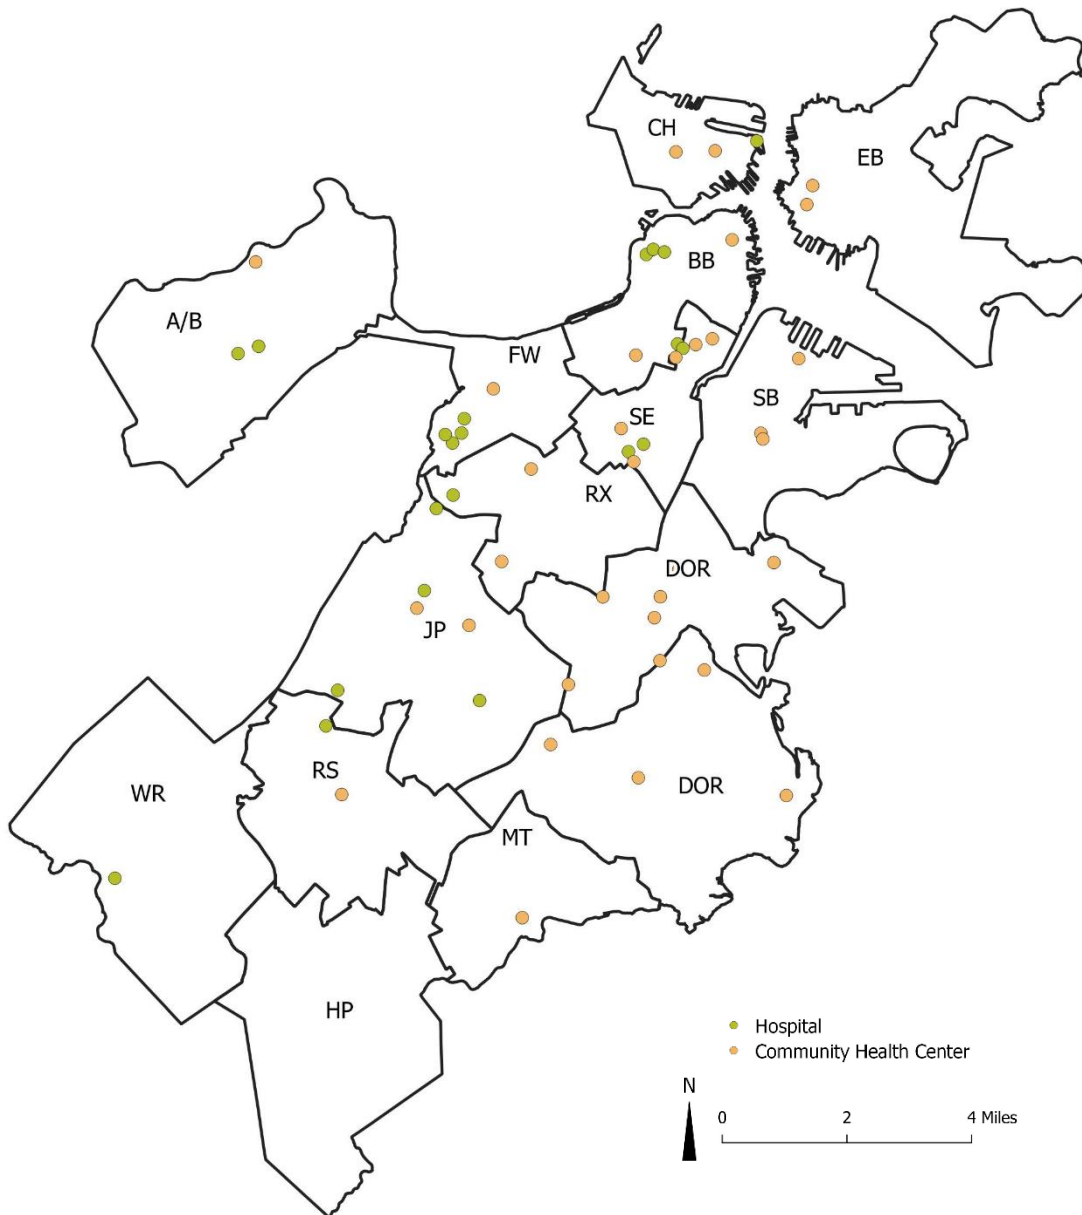 CH
EB
BB
A/B
FW
SB
SE
RX
DOR
JP
RS
WR
DOR
MT
HP
Hospital
Community Health Center
N
0 2 4 Miles